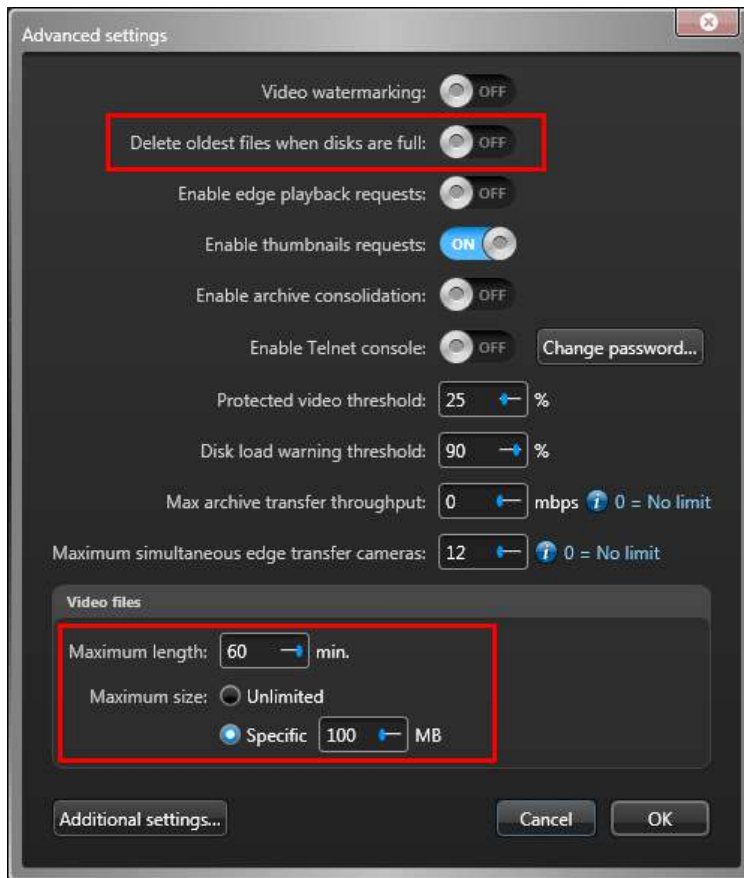 Advanced settings
Video watermarking: OFF
Delete oldest files when disks are full: OFF
Enable edge playback requests: OFF
Enable thumbnails requests: ON
Enable archive consolidation: OFF
Enable Telnet console: OFF Change password...
Protected video threshold: 25 %
Disk load warning threshold: 90 %
Max archive transfer throughput: 0 mbps i 0 = No limit
Maximum simultaneous edge transfer cameras: 12 i 0 = No limit
Video files
Maximum length: 60 min.
Maximum size: Unlimited
Specific 100 MB
Additional settings... Cancel OK